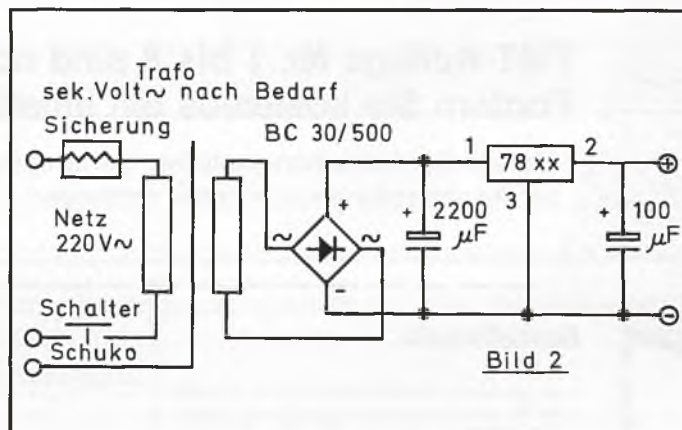 Trafo
sek.Volt~ nach Bedarf
Sicherung
BC 30/500
1
78 xx
2
3
+
~
~
-
+
2200
µF
+
100
µF
+
-
Netz
220V~
Schalter
Schuko
Bild 2